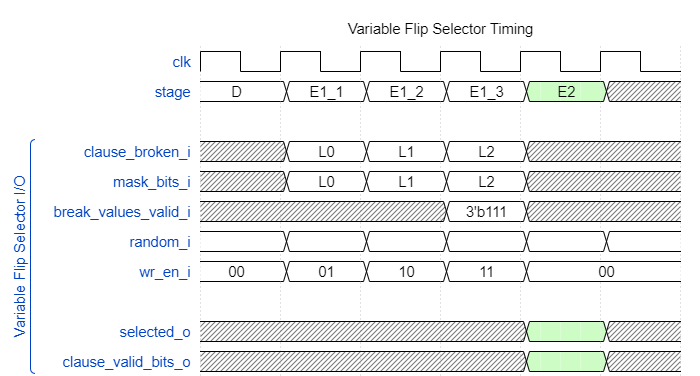 Variable Flip Selector Timing
clk
stage D E1_1 E1_2 E1_3 E2
Variable Flip Selector I/O
clause_broken_i L0 L1 L2
mask_bits_i L0 L1 L2
break_values_valid_i 3'b111
random_i
wr_en_i 00 01 10 11 00
selected_o
clause_valid_bits_o